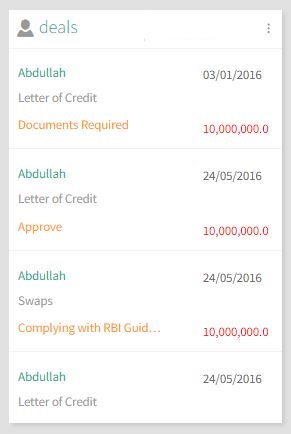 deals
Abdullah 03/01/2016
Letter of Credit
Documents Required 10,000,000.0
Abdullah 24/05/2016
Letter of Credit
Approve 10,000,000.0
Abdullah 24/05/2016
Swaps
Complying with RBI Guid... 10,000,000.0
Abdullah 24/05/2016
Letter of Credit